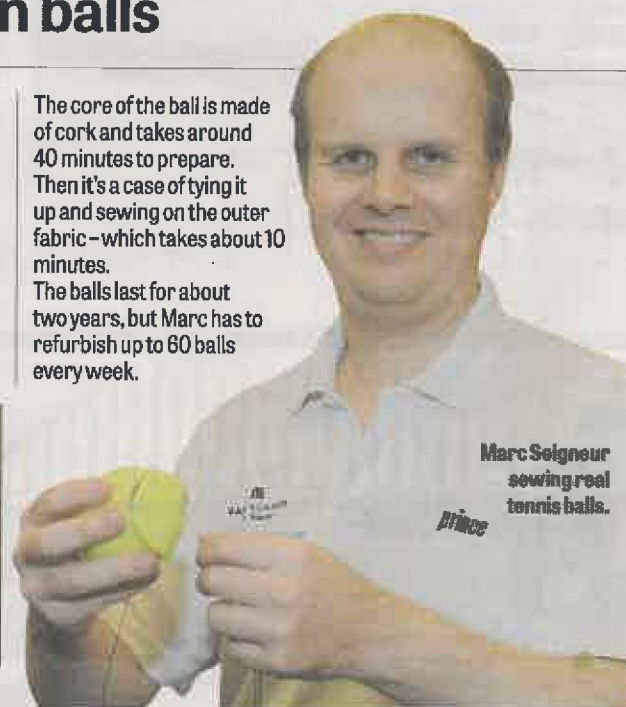 n balls
The core of the ball is made
of cork and takes around
40 minutes to prepare.
Then it's a case of tying it
up and sewing on the outer
fabric – which takes about 10
minutes.
The balls last for about
two years, but Marc has to
refurbish up to 60 balls
every week.
Marc Seigneur
sewing real
tennis balls.
prince